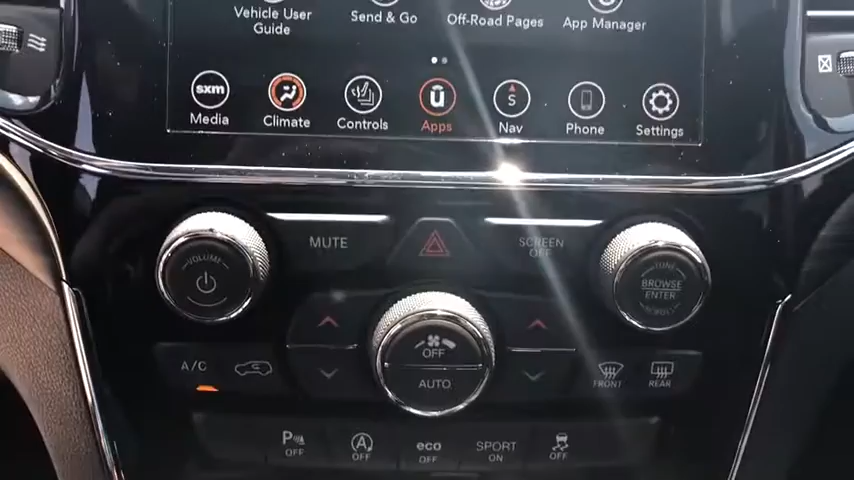 Vehicle User Guide
Send & Go
Off-Road Pages
App Manager
sxm
Media
Climate
Controls
u
Apps
S
Nav
Phone
Settings
VOLUME
MUTE
SCREEN
OFF
TUNE
BROWSE
ENTER
SCROLL
OFF
AUTO
A/C
FRONT
REAR
P
OFF
A
OFF
eco
OFF
SPORT
ON
OFF